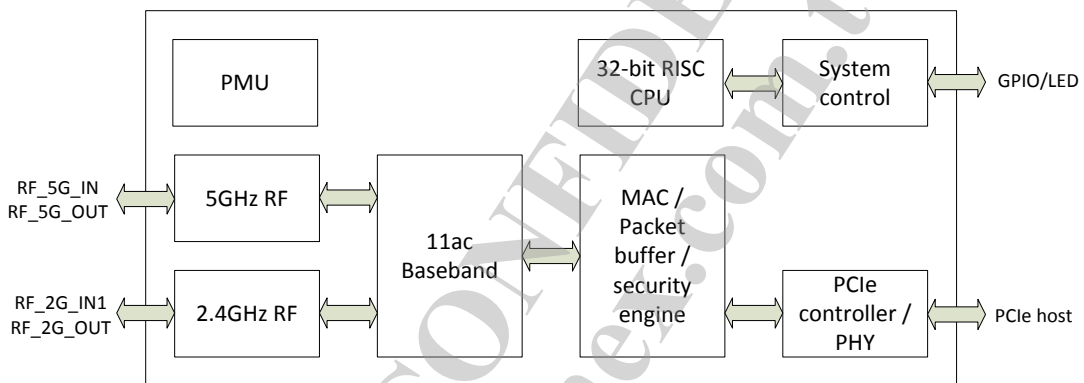 PMU
32-bit RISC
CPU
System
control
GPIO/LED
RF_5G_IN
RF_5G_OUT
5GHz RF
11ac
Baseband
MAC /
Packet
buffer /
security
engine
RF_2G_IN1
RF_2G_OUT
2.4GHz RF
PCIe
controller /
PHY
PCIe host